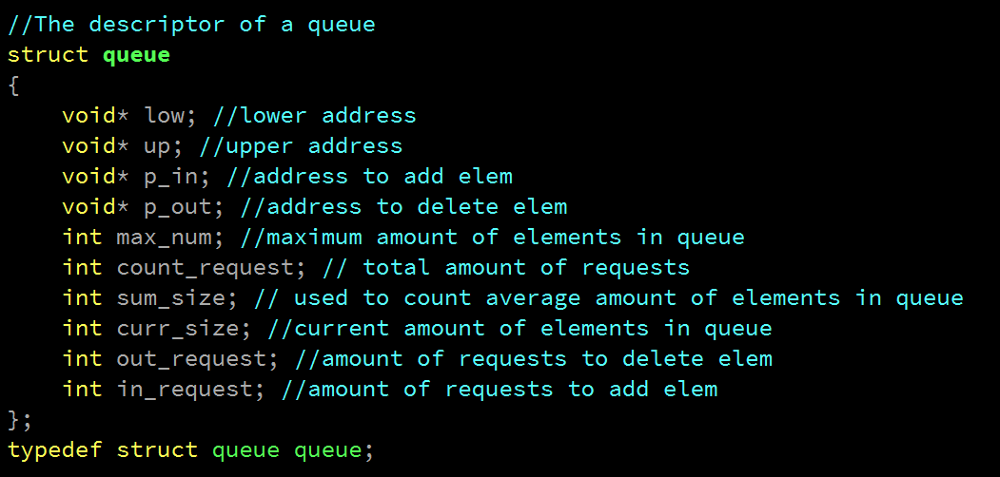 //The descriptor of a queue
struct queue
{
    void* low; //lower address
    void* up; //upper address
    void* p_in; //address to add elem
    void* p_out; //address to delete elem
    int max_num; //maximum amount of elements in queue
    int count_request; // total amount of requests
    int sum_size; // used to count average amount of elements in queue
    int curr_size; //current amount of elements in queue
    int out_request; //amount of requests to delete elem
    int in_request; //amount of requests to add elem
};
typedef struct queue queue;